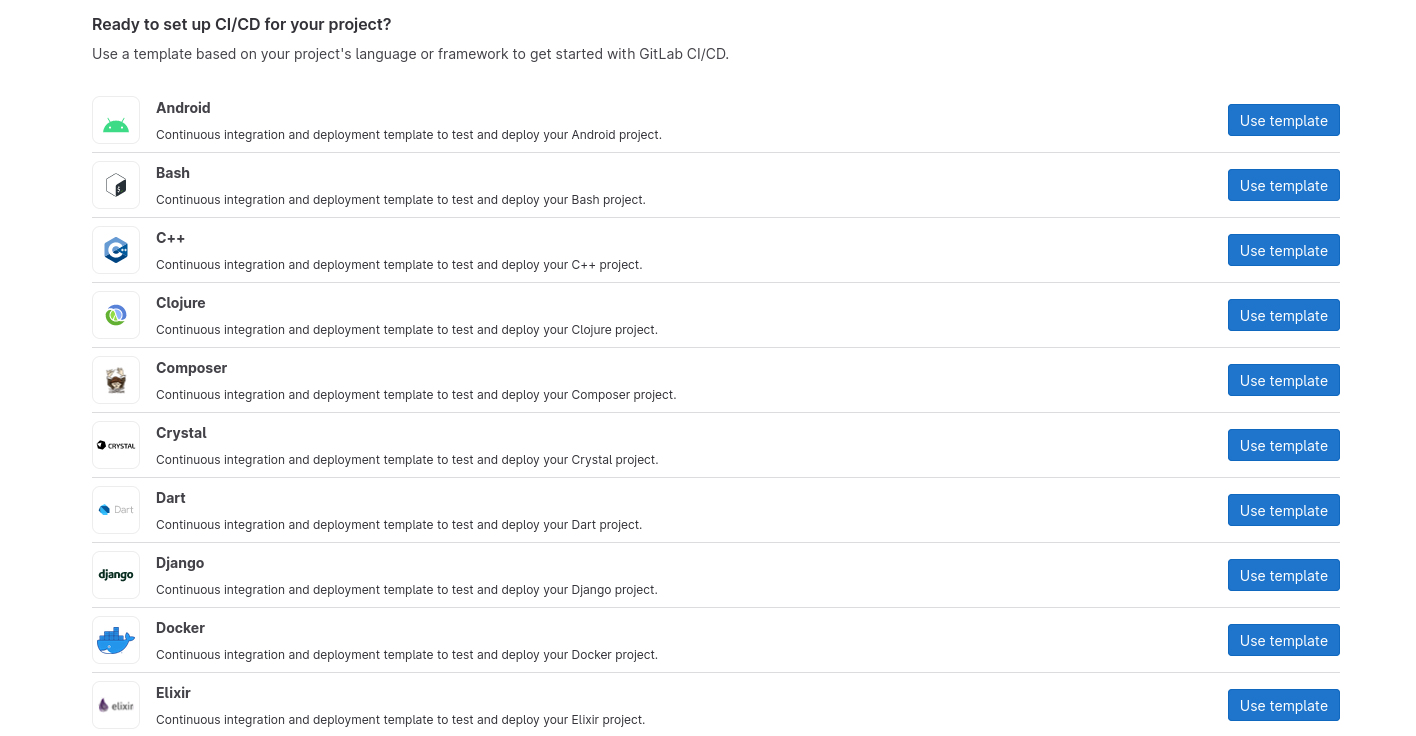 Ready to set up CI/CD for your project?
Use a template based on your project's language or framework to get started with GitLab CI/CD.
Android
Continuous integration and deployment template to test and deploy your Android project.
Use template
Bash
Continuous integration and deployment template to test and deploy your Bash project.
Use template
C++
Continuous integration and deployment template to test and deploy your C++ project.
Use template
Clojure
Continuous integration and deployment template to test and deploy your Clojure project.
Use template
Composer
Continuous integration and deployment template to test and deploy your Composer project.
Use template
CRYSTAL
Crystal
Continuous integration and deployment template to test and deploy your Crystal project.
Use template
Dart
Dart
Continuous integration and deployment template to test and deploy your Dart project.
Use template
django
Django
Continuous integration and deployment template to test and deploy your Django project.
Use template
Docker
Continuous integration and deployment template to test and deploy your Docker project.
Use template
elixir
Elixir
Continuous integration and deployment template to test and deploy your Elixir project.
Use template